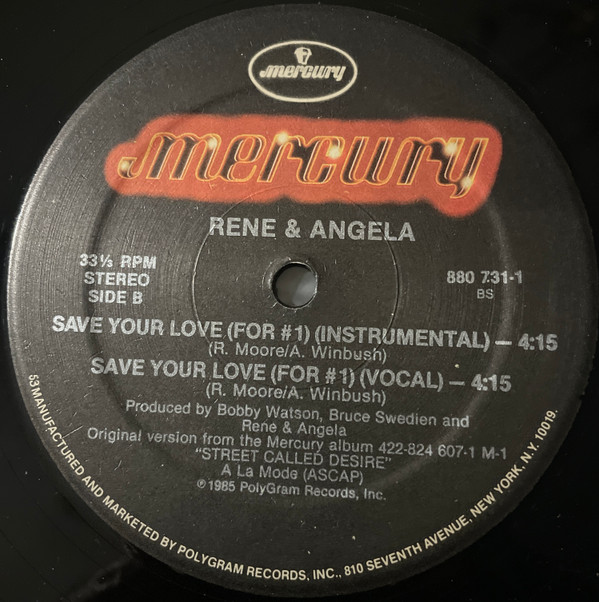 mercury
mercury
RENE & ANGELA
33⅓ RPM
STEREO
SIDE B
880 731-1
BS
SAVE YOUR LOVE (FOR #1) (INSTRUMENTAL) — 4:15
(R. Moore/A. Winbush)
SAVE YOUR LOVE (FOR #1) (VOCAL) — 4:15
(R. Moore/A. Winbush)
Produced by Bobby Watson, Bruce Swedien and
Rene & Angela
Original version from the Mercury album 422-824 607-1 M-1
"STREET CALLED DESIRE"
A La Mode (ASCAP)
℗1985 PolyGram Records, Inc.
53 MANUFACTURED AND MARKETED BY POLYGRAM RECORDS, INC., 810 SEVENTH AVENUE, NEW YORK, N.Y. 10019.